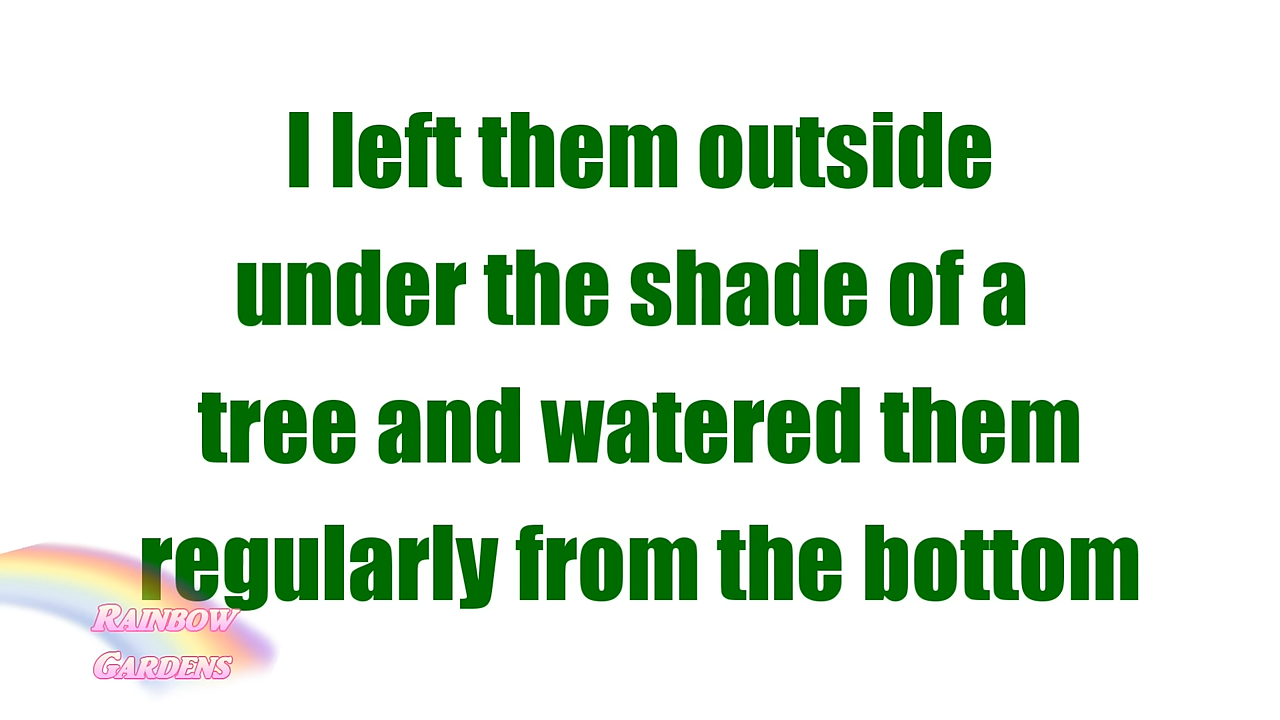 I left them outside
under the shade of a
tree and watered them
regularly from the bottom
Rainbow
Gardens